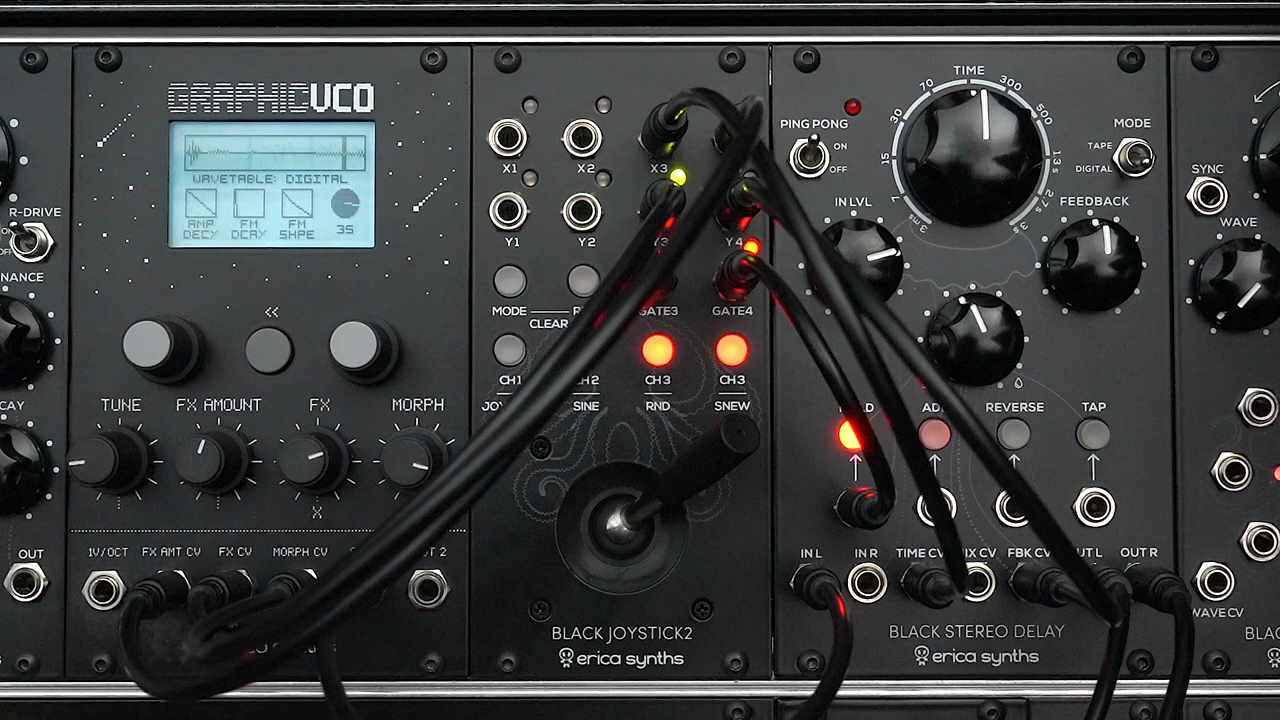 R-DRIVE
OUT
GRAPHICVCO
WAVETABLE: DIGITAL
AMP DECY
FM DCAY
FM SHPE
35
<<
TUNE
FX AMOUNT
FX
MORPH
X
1V/OCT
FX AMT CV
FX CV
MORPH CV
X1
X2
X3
Y1
Y2
Y3
Y4
MODE
CLEAR
GATE3
GATE4
CH1
CH2
CH3
CH3
SINE
RND
SNEW
BLACK JOYSTICK2
erica synths
TIME
3ms
7
15
30
70
300
500
1.3s
2.7s
3s
PING PONG
ON
OFF
MODE
TAPE
DIGITAL
IN LVL
FEEDBACK
REVERSE
TAP
IN L
IN R
TIME CV
FBK CV
OUT R
BLACK STEREO DELAY
erica synths
SYNC
WAVE
WAVE CV